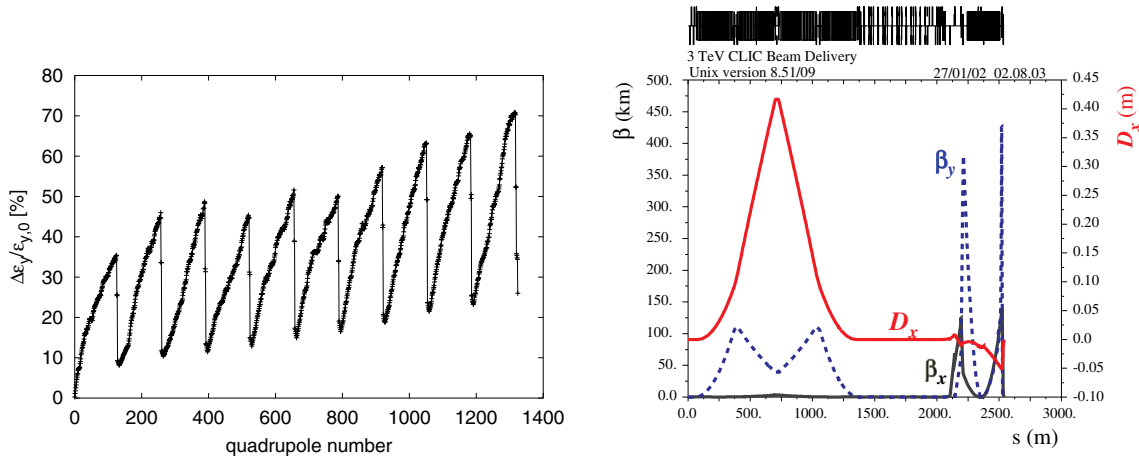 80
70
60
50
40
30
20
10
0
Δε_y/ε_y,0 [%]
0 200 400 600 800 1000 1200 1400
quadrupole number
3 TeV CLIC Beam Delivery
Unix version 8.51/09 27/01/02 02.08.03
500.
450.
400.
350.
300.
250.
200.
150.
100.
50.
0.0
β (km)
0.45
0.40
0.35
0.30
0.25
0.20
0.15
0.10
0.05
0.0
-0.05
-0.10
D_x (m)
β_y
D_x
β_x
0.0 500. 1000. 1500. 2000. 2500. 3000.
s (m)